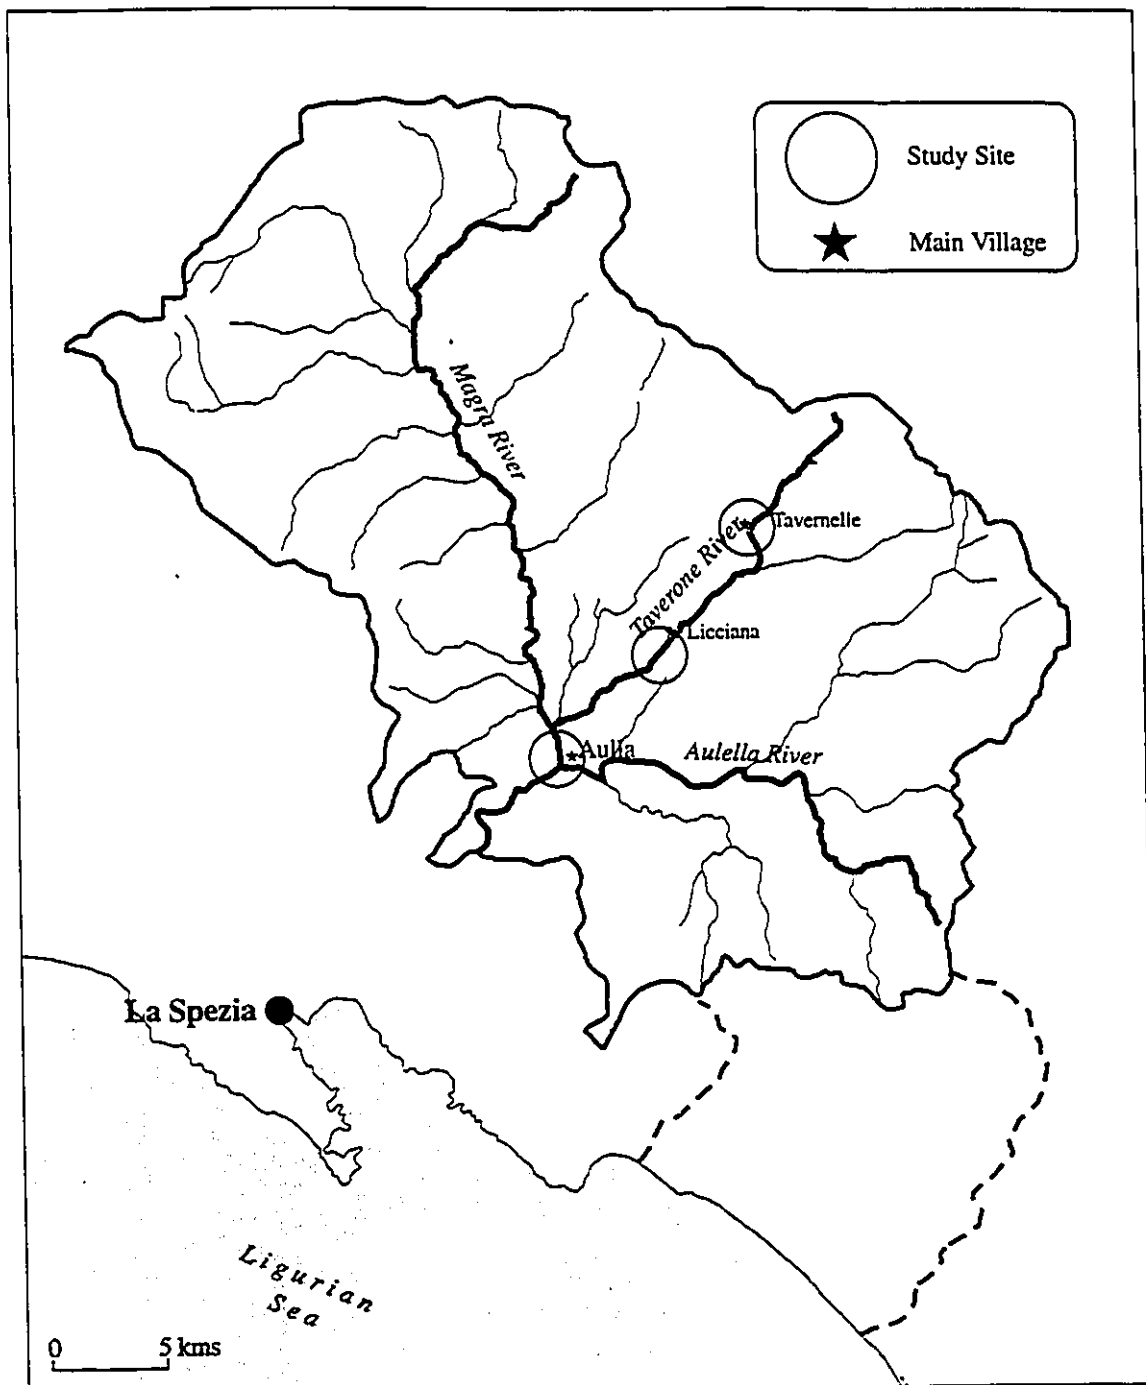 Study Site
Main Village
Magra River
Tavernelle
Taverone River
Licciana
Aulla
Aulella River
La Spezia
Ligurian
Sea
0 5 kms